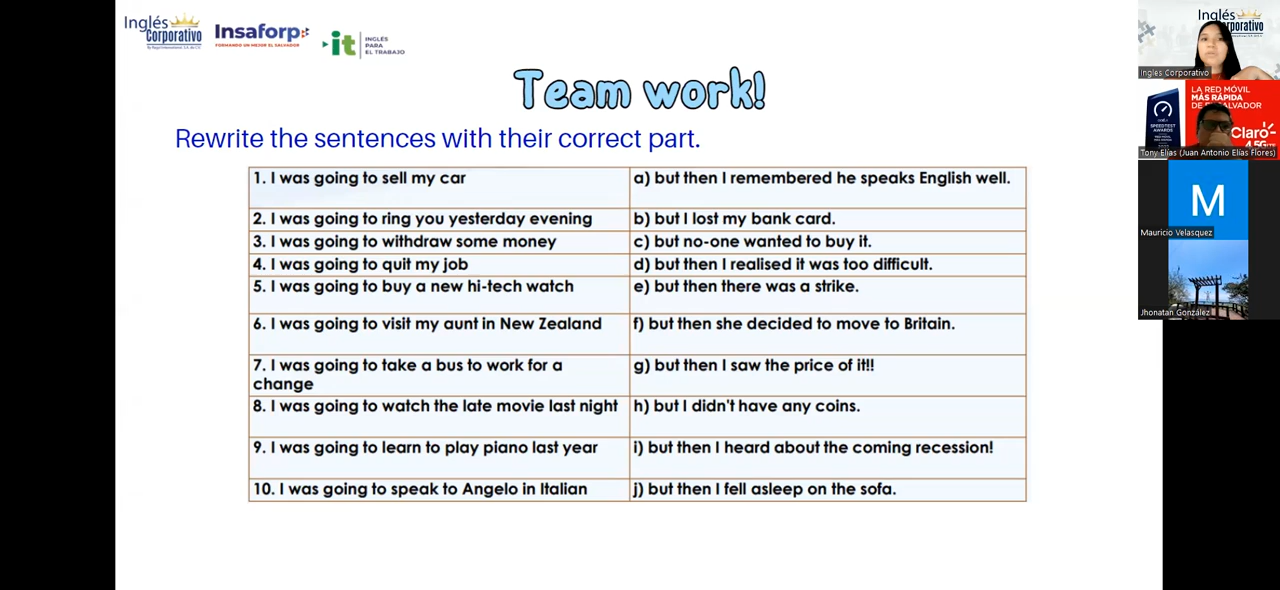 Inglés
Corporativo
Insaforp
FORMANDO UN MEJOR EL SALVADOR
it INGLÉS
PARA
EL TRABAJO
Team work!
Rewrite the sentences with their correct part.
1. I was going to sell my car a) but then I remembered he speaks English well.
2. I was going to ring you yesterday evening b) but I lost my bank card.
3. I was going to withdraw some money c) but no-one wanted to buy it.
4. I was going to quit my job d) but then I realised it was too difficult.
5. I was going to buy a new hi-tech watch e) but then there was a strike.
6. I was going to visit my aunt in New Zealand f) but then she decided to move to Britain.
7. I was going to take a bus to work for a g) but then I saw the price of it!!
change
8. I was going to watch the late movie last night h) but I didn't have any coins.
9. I was going to learn to play piano last year i) but then I heard about the coming recession!
10. I was going to speak to Angelo in Italian j) but then I fell asleep on the sofa.
Inglés
Ingles Corporativo
LA RED MÓVIL
MÁS RÁPIDA
SPEEDTEST
AWARDS
Claro
Tony Elías (Juan Antonio Elías Flores)
M
Mauricio Velasquez
Jhonatan González